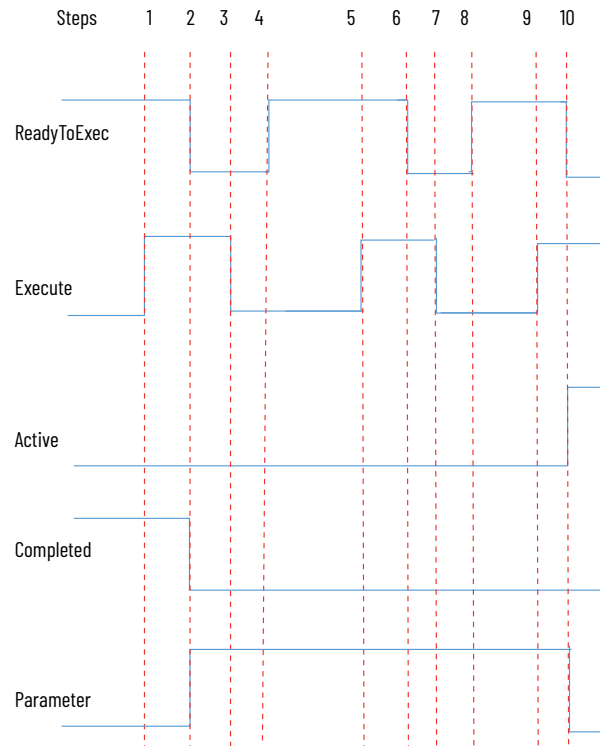 Steps 1 2 3 4 5 6 7 8 9 10
ReadyToExec
Execute
Active
Completed
Parameter